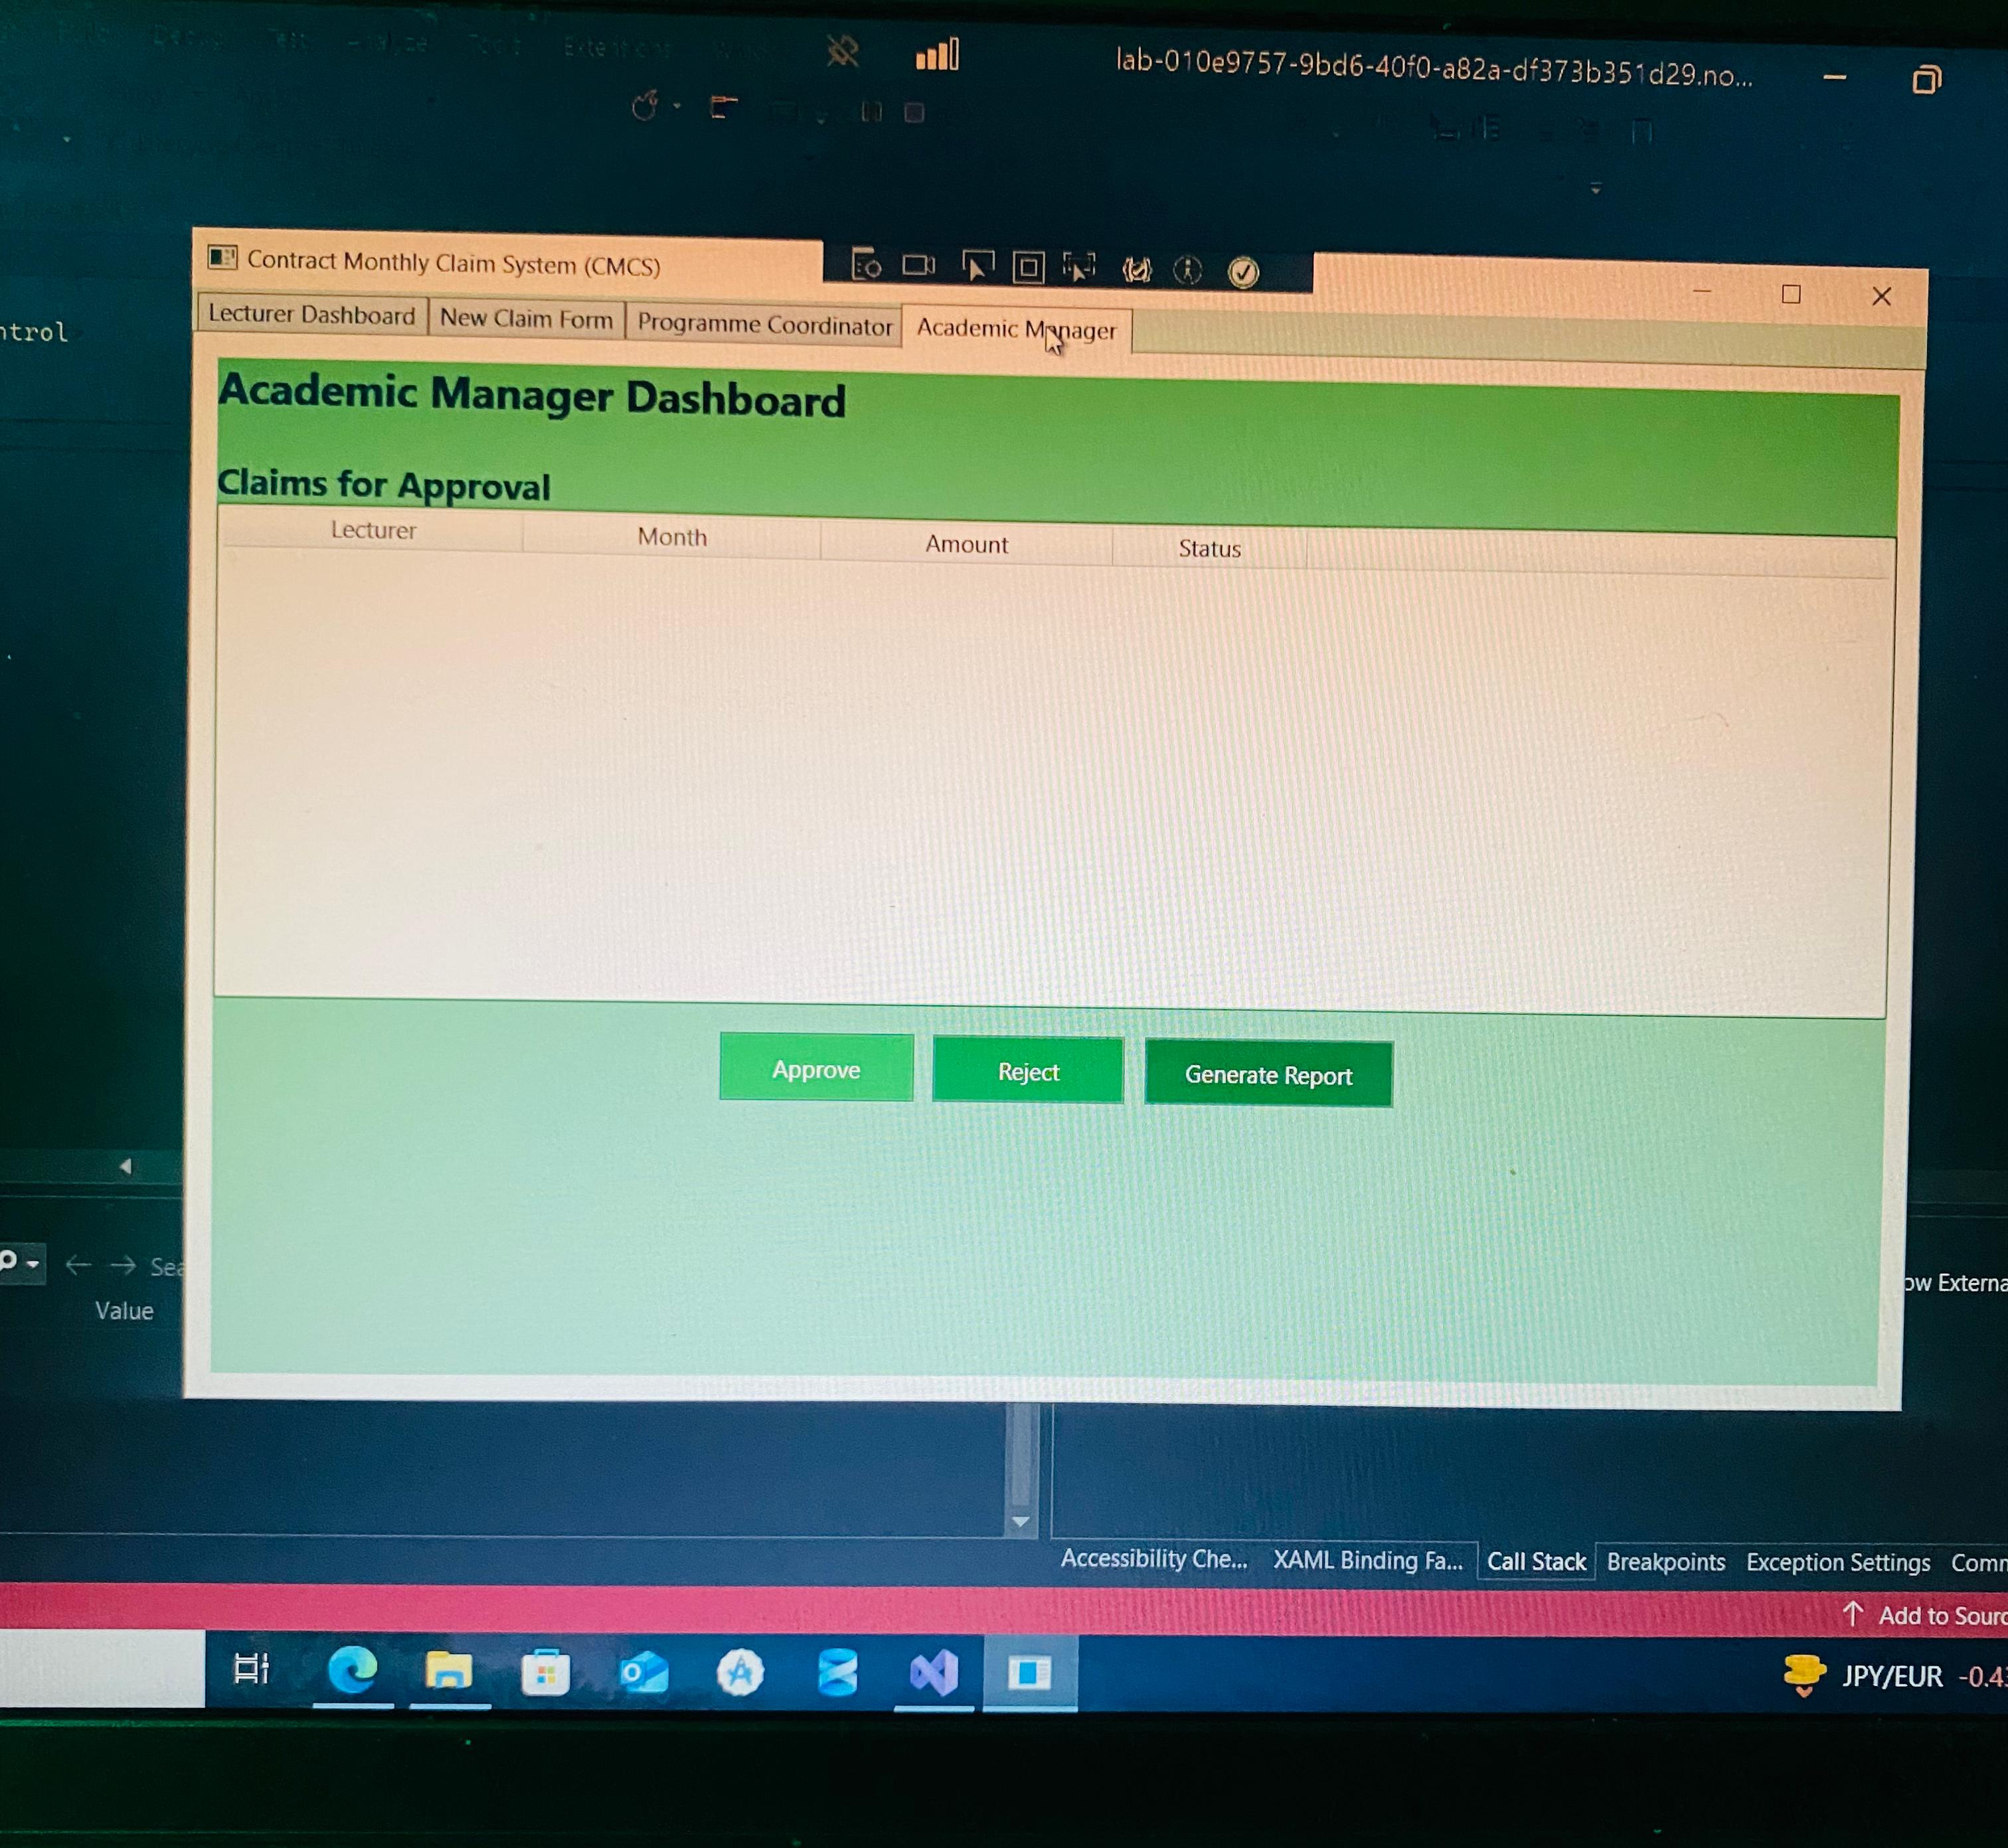 Extensions
lab-010e9757-9bd6-40f0-a82a-df373b351d29.no...
Contract Monthly Claim System (CMCS)
Lecturer Dashboard New Claim Form Programme Coordinator Academic Manager
ntrol
Academic Manager Dashboard
Claims for Approval
Lecturer Month Amount Status
Approve Reject Generate Report
Sea
Value
ow Externa
Accessibility Che... XAML Binding Fa... Call Stack Breakpoints Exception Settings Comm
Add to Sourc
JPY/EUR -0.43